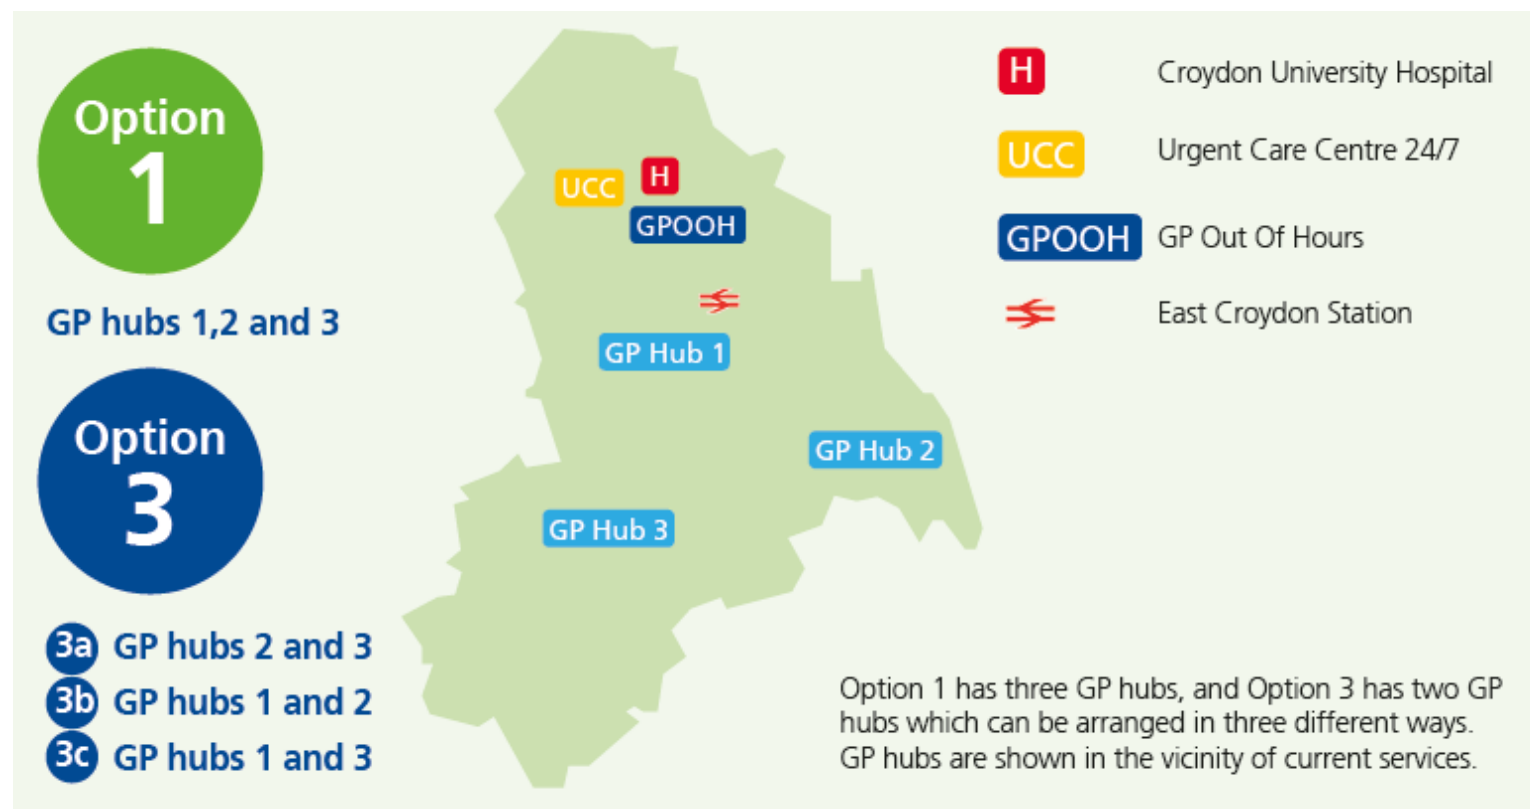 Option
1
GP hubs 1,2 and 3
Option
3
3a GP hubs 2 and 3
3b GP hubs 1 and 2
3c GP hubs 1 and 3
UCC
H
GPOOH
GP Hub 1
GP Hub 2
GP Hub 3
H Croydon University Hospital
UCC Urgent Care Centre 24/7
GPOOH GP Out Of Hours
East Croydon Station
Option 1 has three GP hubs, and Option 3 has two GP
hubs which can be arranged in three different ways.
GP hubs are shown in the vicinity of current services.